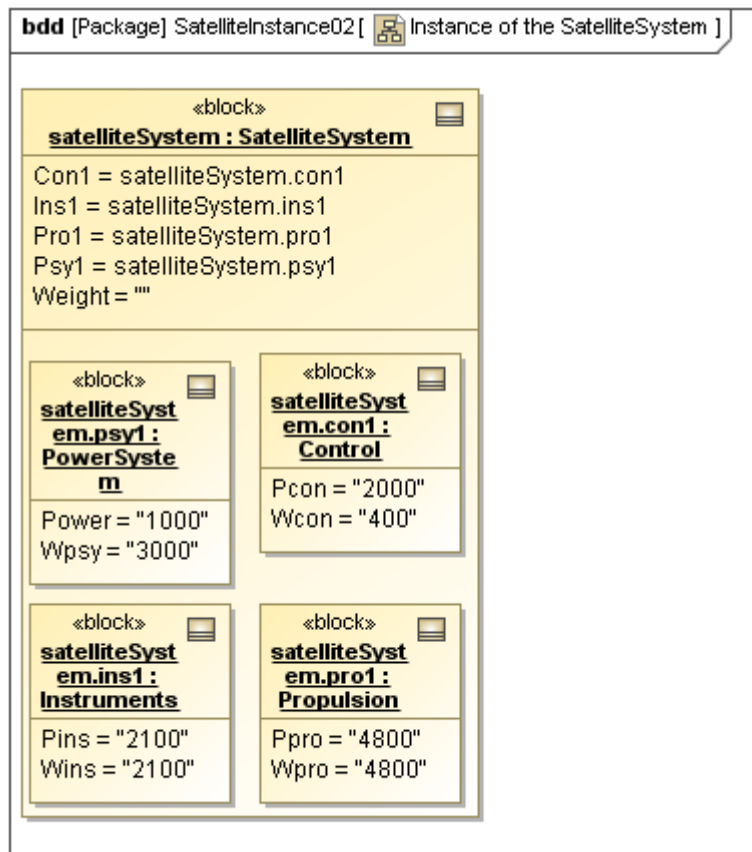 bdd [Package] SatelliteInstance02[ Instance of the SatelliteSystem ]
«block»
satelliteSystem : SatelliteSystem
Con1 = satelliteSystem.con1
Ins1 = satelliteSystem.ins1
Pro1 = satelliteSystem.pro1
Psy1 = satelliteSystem.psy1
Weight = ""
«block»
satelliteSyst
em.psy1 :
PowerSyste
m
Power = "1000"
Wpsy = "3000"
«block»
satelliteSyst
em.con1 :
Control
Pcon = "2000"
Wcon = "400"
«block»
satelliteSyst
em.ins1 :
Instruments
Pins = "2100"
Wins = "2100"
«block»
satelliteSyst
em.pro1 :
Propulsion
Ppro = "4800"
Wpro = "4800"